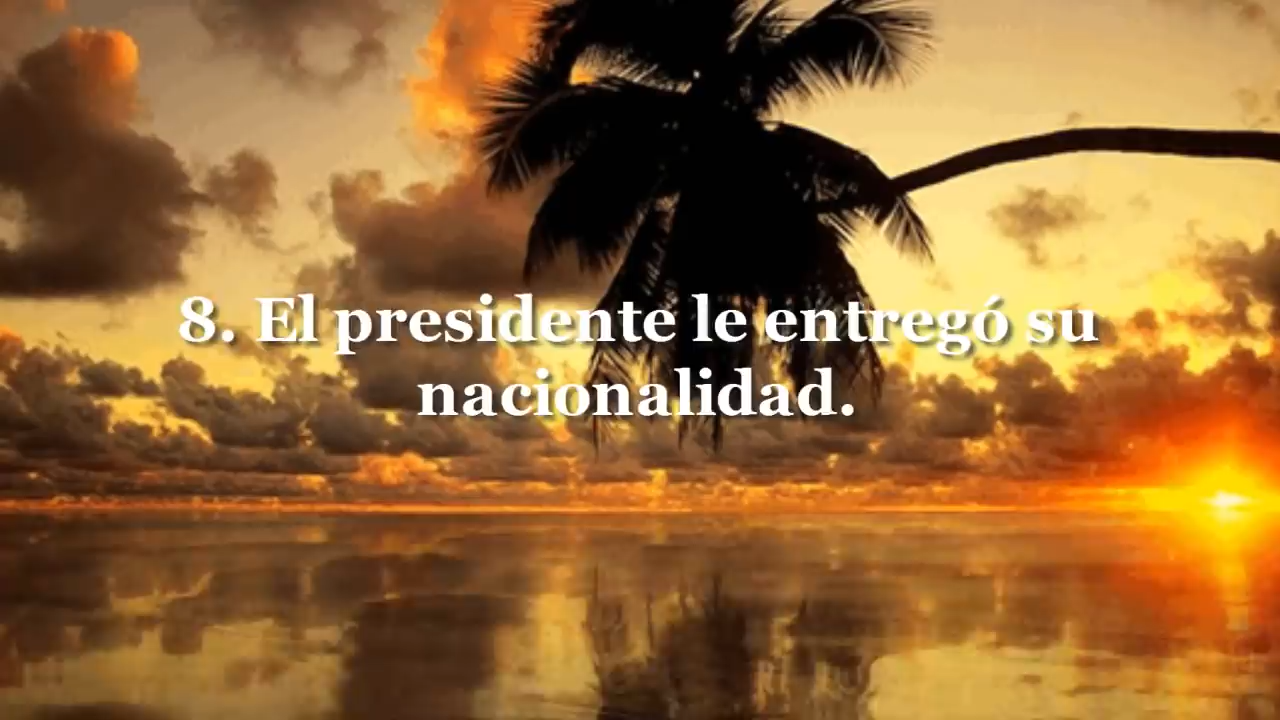 8. El presidente le entregó su
nacionalidad.